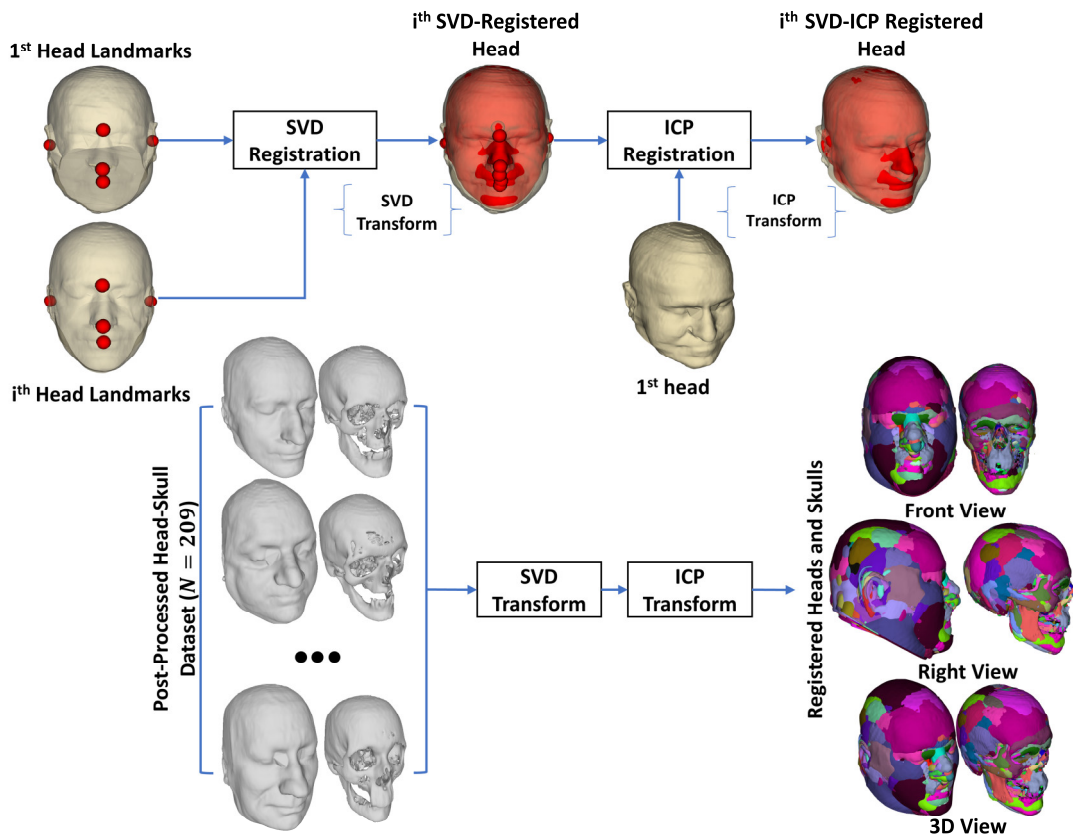 1st Head Landmarks
ith SVD-Registered
Head
ith SVD-ICP Registered
Head
SVD
Registration
ICP
Registration
SVD
Transform
ICP
Transform
ith Head Landmarks
1st head
Post-Processed Head-Skull
Dataset (N = 209)
SVD
Transform
ICP
Transform
Registered Heads and Skulls
Front View
Right View
3D View